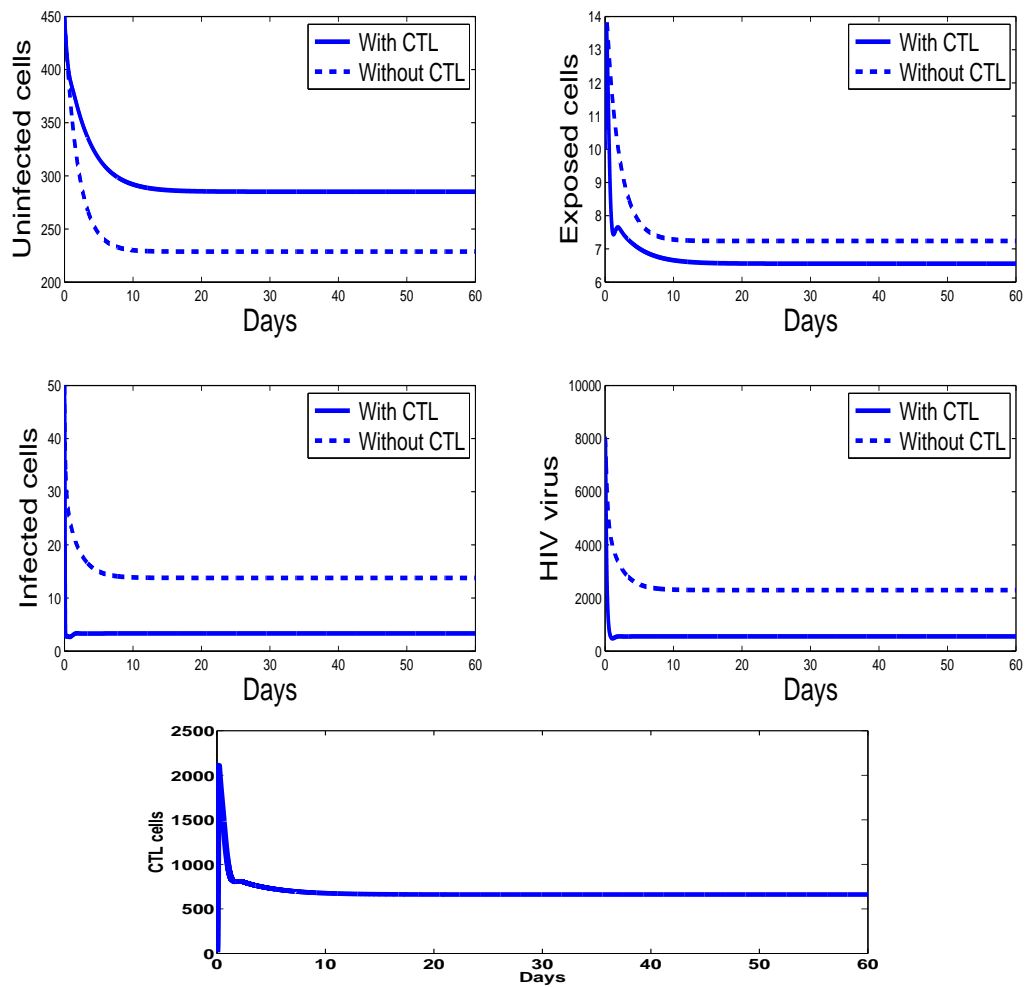 450
400
350
300
250
200
0 10 20 30 40 50 60
Uninfected cells
Days
With CTL
Without CTL
14
13
12
11
10
9
8
7
6
0 10 20 30 40 50 60
Exposed cells
Days
With CTL
Without CTL
50
40
30
20
10
0
0 10 20 30 40 50 60
Infected cells
Days
With CTL
Without CTL
10000
8000
6000
4000
2000
0
0 10 20 30 40 50 60
HIV virus
Days
With CTL
Without CTL
2500
2000
1500
1000
500
0
0 10 20 30 40 50 60
CTL cells
Days